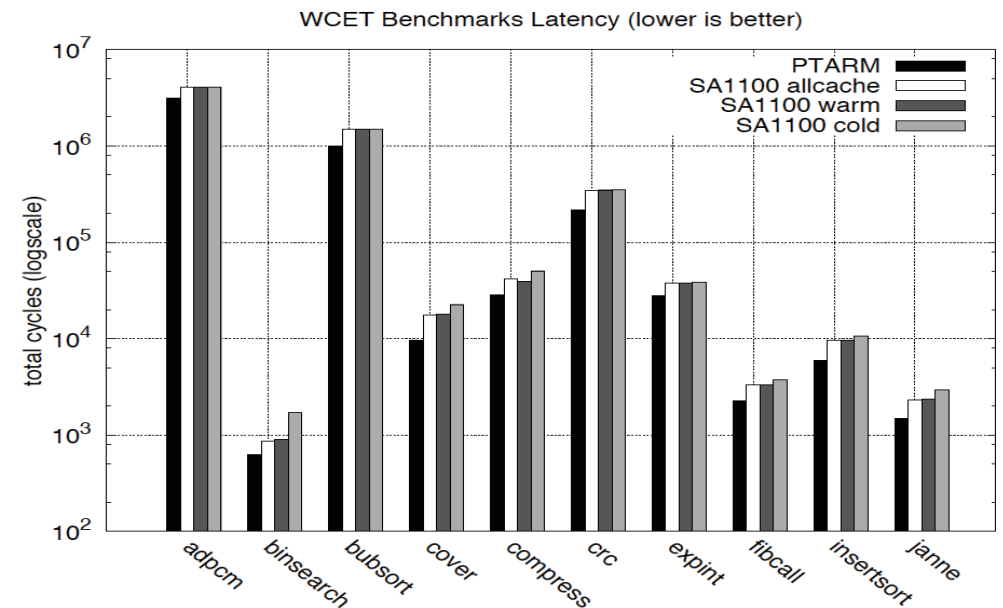 WCET Benchmarks Latency (lower is better)
PTARM
SA1100 allcache
SA1100 warm
SA1100 cold
total cycles (logscale)
10^7
10^6
10^5
10^4
10^3
10^2
adpcm
binsearch
bubsort
cover
compress
crc
expint
fibcall
insertsort
janne